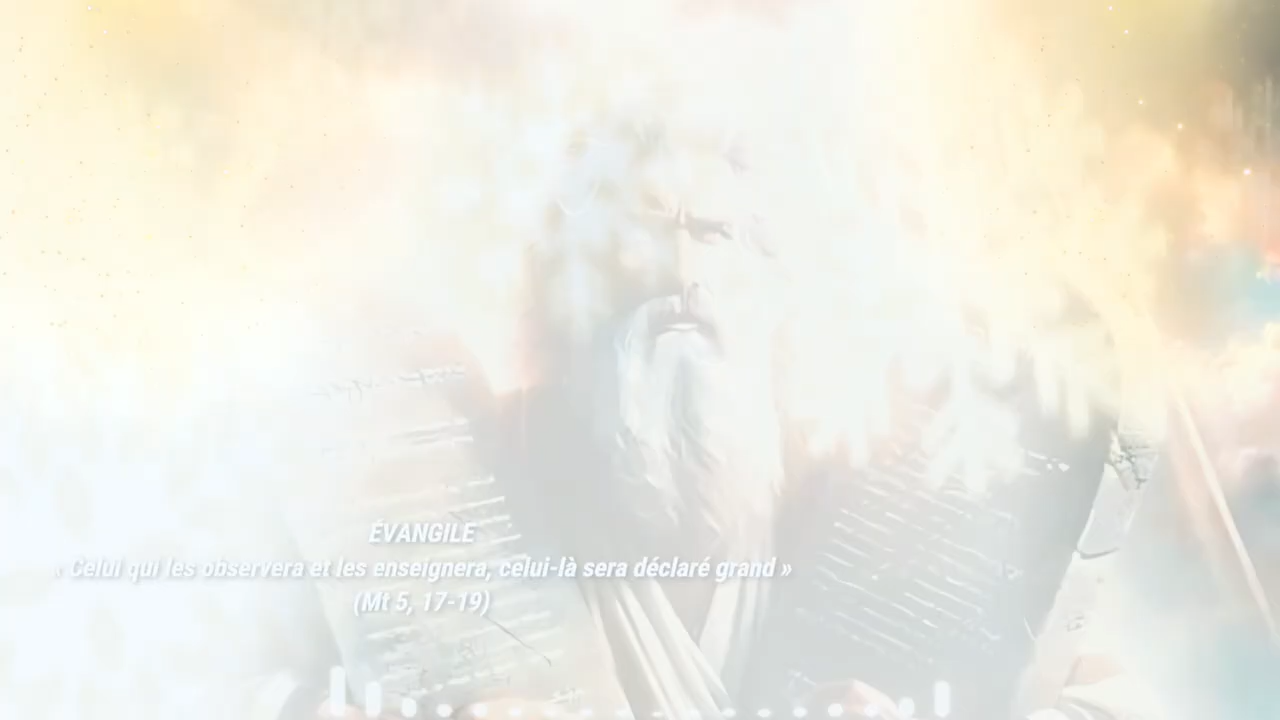 ÉVANGILE
« Celui qui les observera et les enseignera, celui-là sera déclaré grand »
(Mt 5, 17-19)